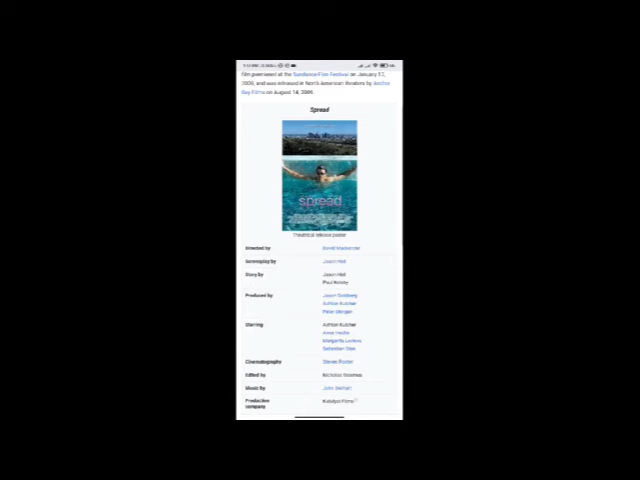 film premiered at the Sundance Film Festival on January 17,
2009, and was released in North American theaters by Anchor
Bay Films on August 14, 2009.
Spread
spread
Theatrical release poster
Directed by David Mackenzie
Screenplay by Jason Hall
Story by Jason Hall
Paul Kolsby
Produced by Jason Goldberg
Ashton Kutcher
Peter Morgan
Starring Ashton Kutcher
Anne Heche
Margarita Levieva
Sebastian Stan
Cinematography Steven Poster
Edited by Nicholas
Music by John Swihart
Production Katalyst Films
company